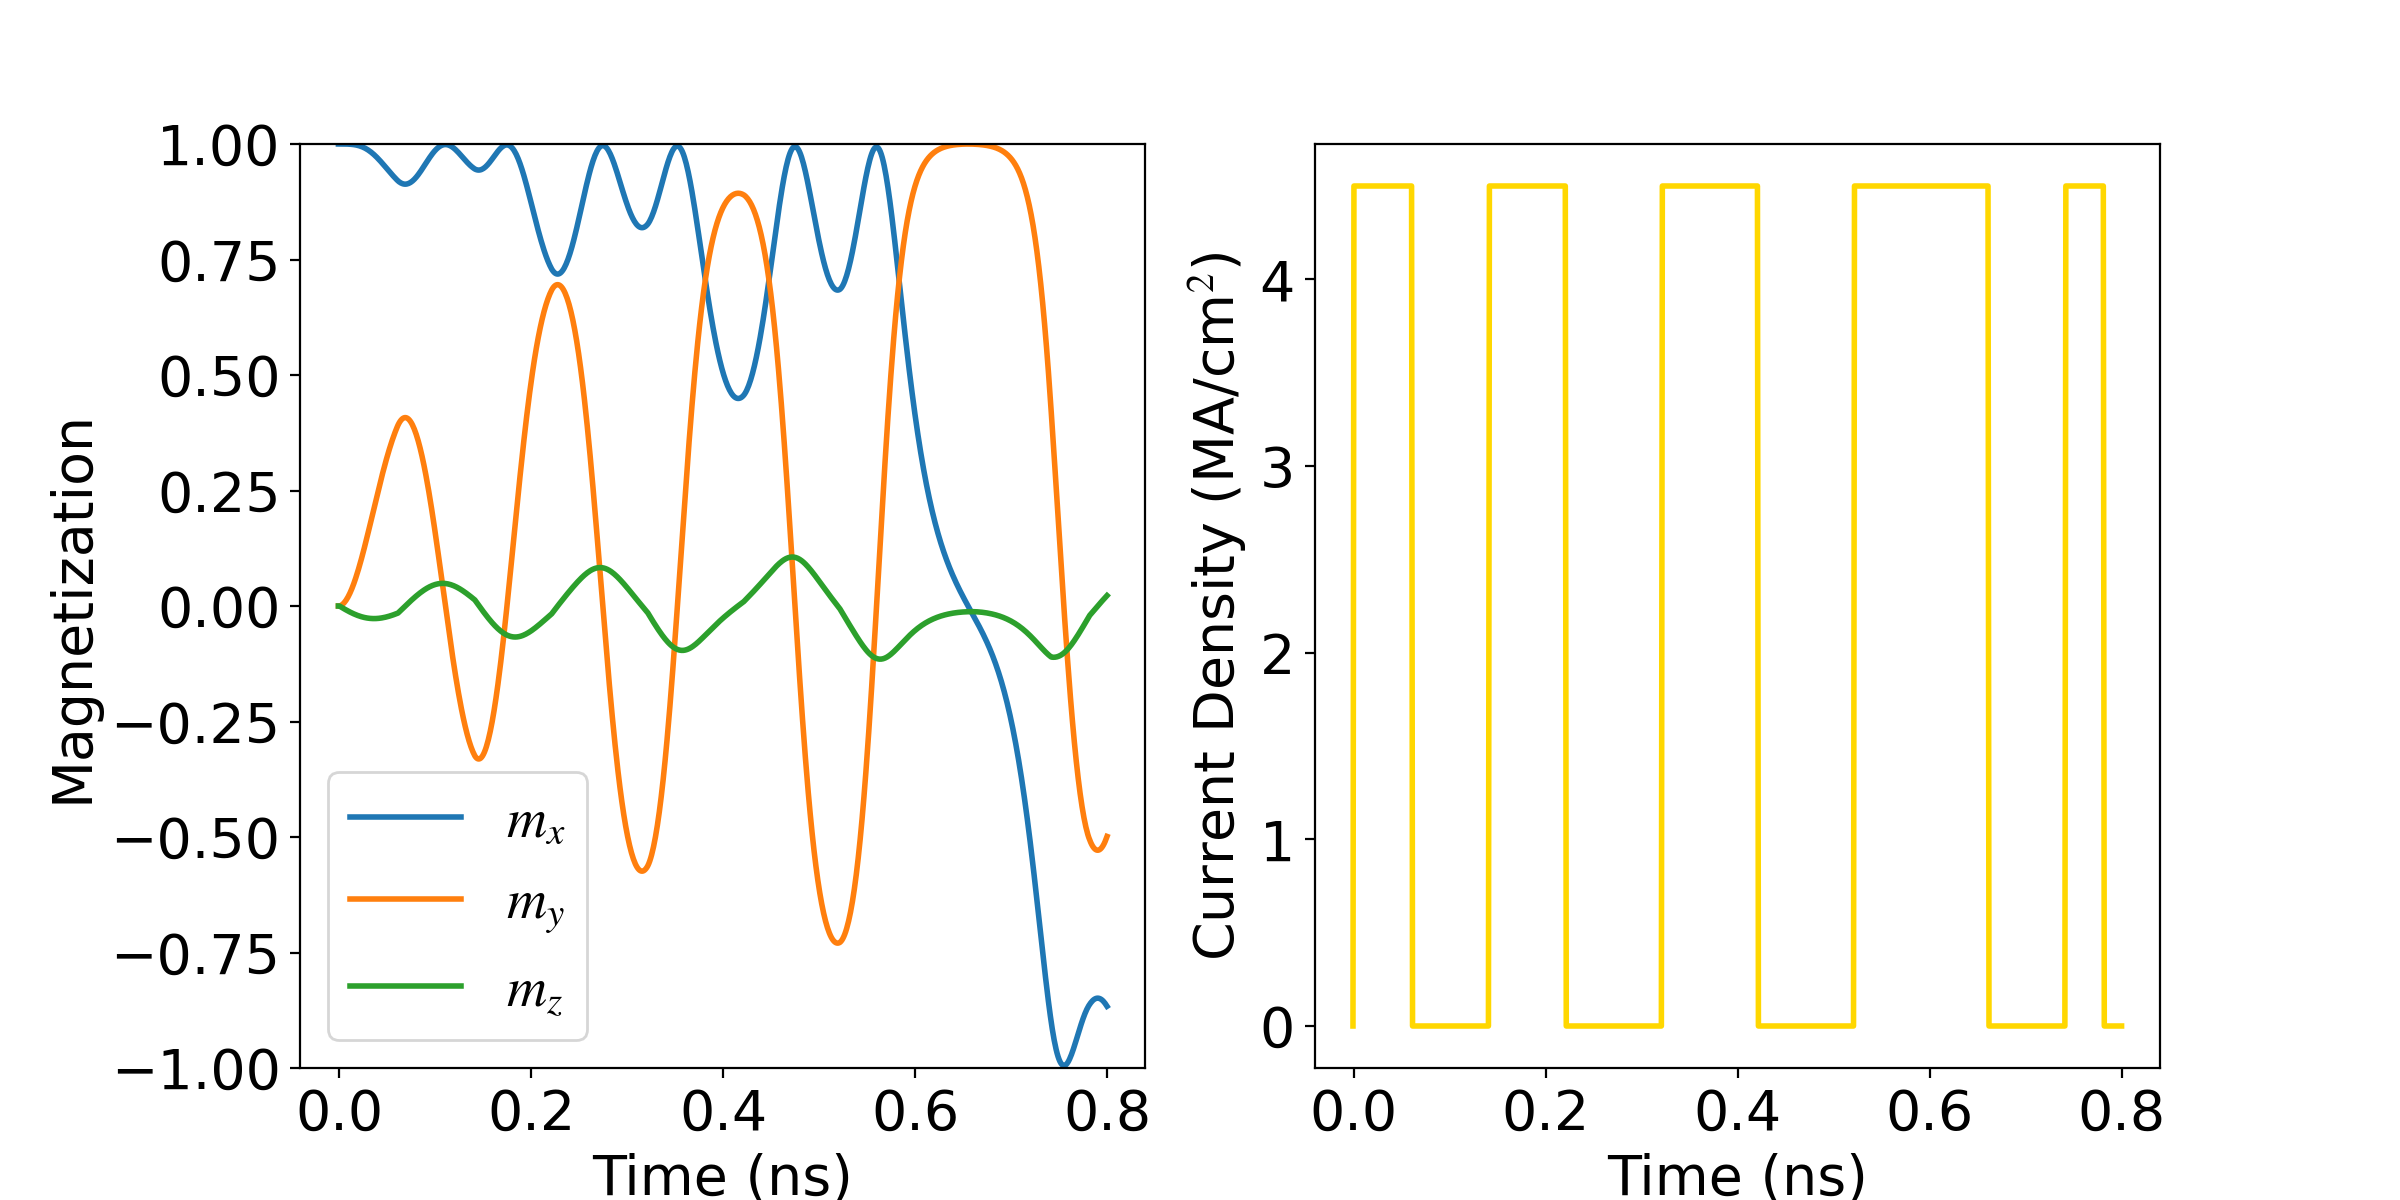 Magnetization
1.00
0.75
0.50
0.25
0.00
−0.25
−0.50
−0.75
−1.00
m_x
m_y
m_z
0.0 0.2 0.4 0.6 0.8
Time (ns)
Current Density (MA/cm²)
4
3
2
1
0
0.0 0.2 0.4 0.6 0.8
Time (ns)